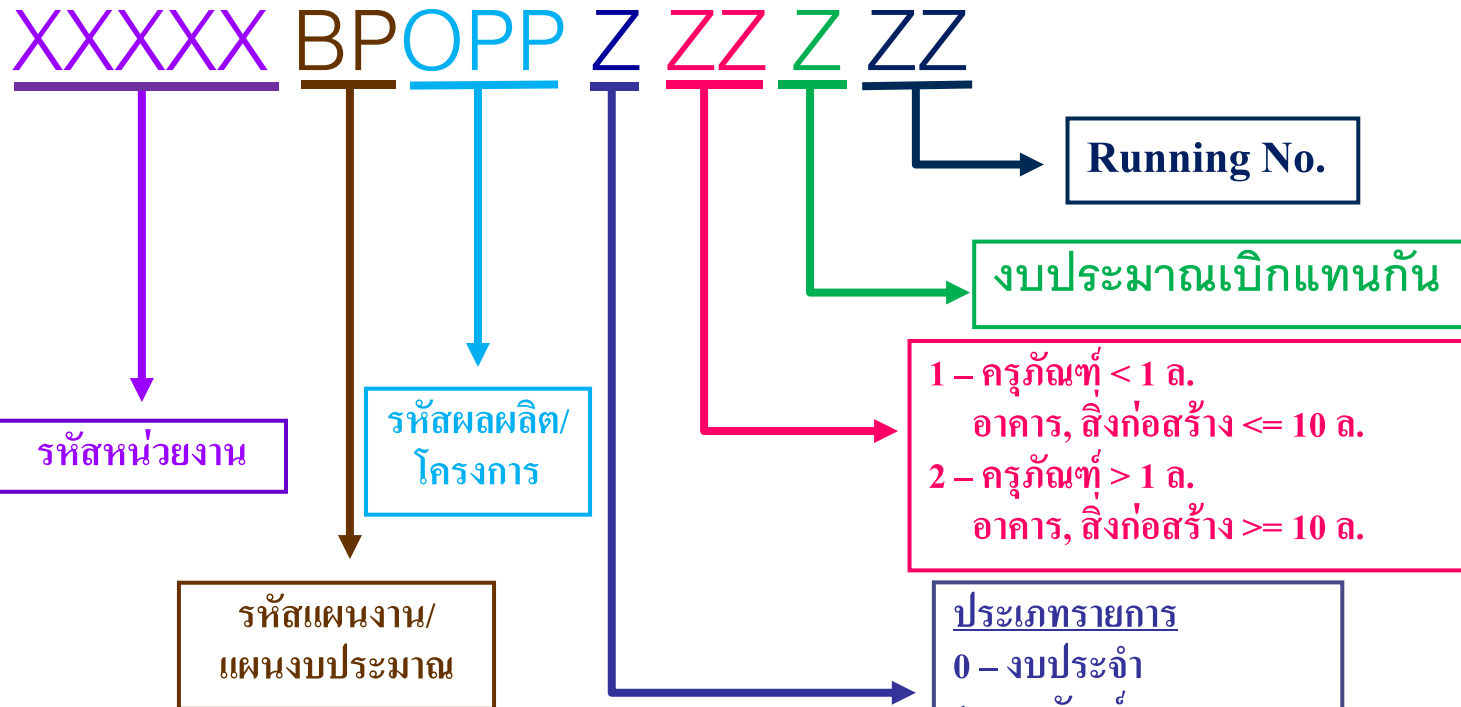 XXXXX BPOPP Z ZZ Z ZZ
Running No.
งบประมาณเบิกแทนกัน
1 – ครุภัณฑ์ < 1 ล.
อาคาร, สิ่งก่อสร้าง <= 10 ล.
2 – ครุภัณฑ์ > 1 ล.
อาคาร, สิ่งก่อสร้าง >= 10 ล.
รหัสผลผลิต/
โครงการ
รหัสหน่วยงาน
รหัสแผนงาน/
แผนงบประมาณ
ประเภทรายการ
0 – งบประจำ